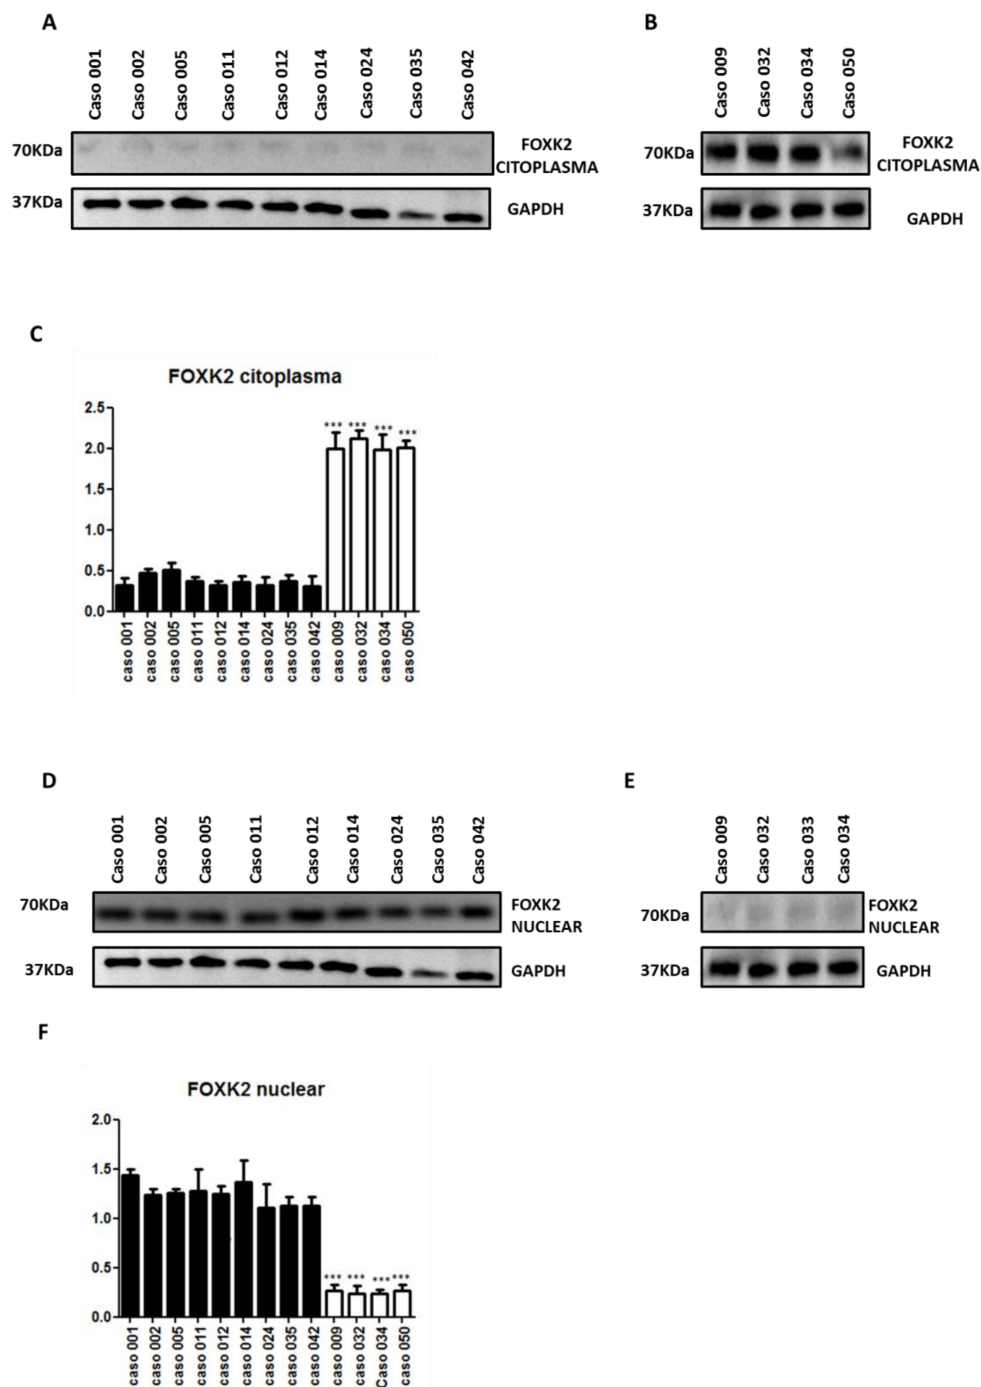 A
Caso 001
Caso 002
Caso 005
Caso 011
Caso 012
Caso 014
Caso 024
Caso 035
Caso 042
70KDa
FOXK2
CITOPLASMA
37KDa
GAPDH
B
Caso 009
Caso 032
Caso 034
Caso 050
70KDa
FOXK2
CITOPLASMA
37KDa
GAPDH
C
FOXK2 citoplasma
2.5
2.0
1.5
1.0
0.5
0.0
*** *** *** ***
caso 001
caso 002
caso 005
caso 011
caso 012
caso 014
caso 024
caso 035
caso 042
caso 009
caso 032
caso 034
caso 050
D
Caso 001
Caso 002
Caso 005
Caso 011
Caso 012
Caso 014
Caso 024
Caso 035
Caso 042
70KDa
FOXK2
NUCLEAR
37KDa
GAPDH
E
Caso 009
Caso 032
Caso 033
Caso 034
70KDa
FOXK2
NUCLEAR
37KDa
GAPDH
F
FOXK2 nuclear
2.0
1.5
1.0
0.5
0.0
*** *** *** ***
caso 001
caso 002
caso 005
caso 011
caso 012
caso 014
caso 024
caso 035
caso 042
caso 009
caso 032
Caso 034
caso 050